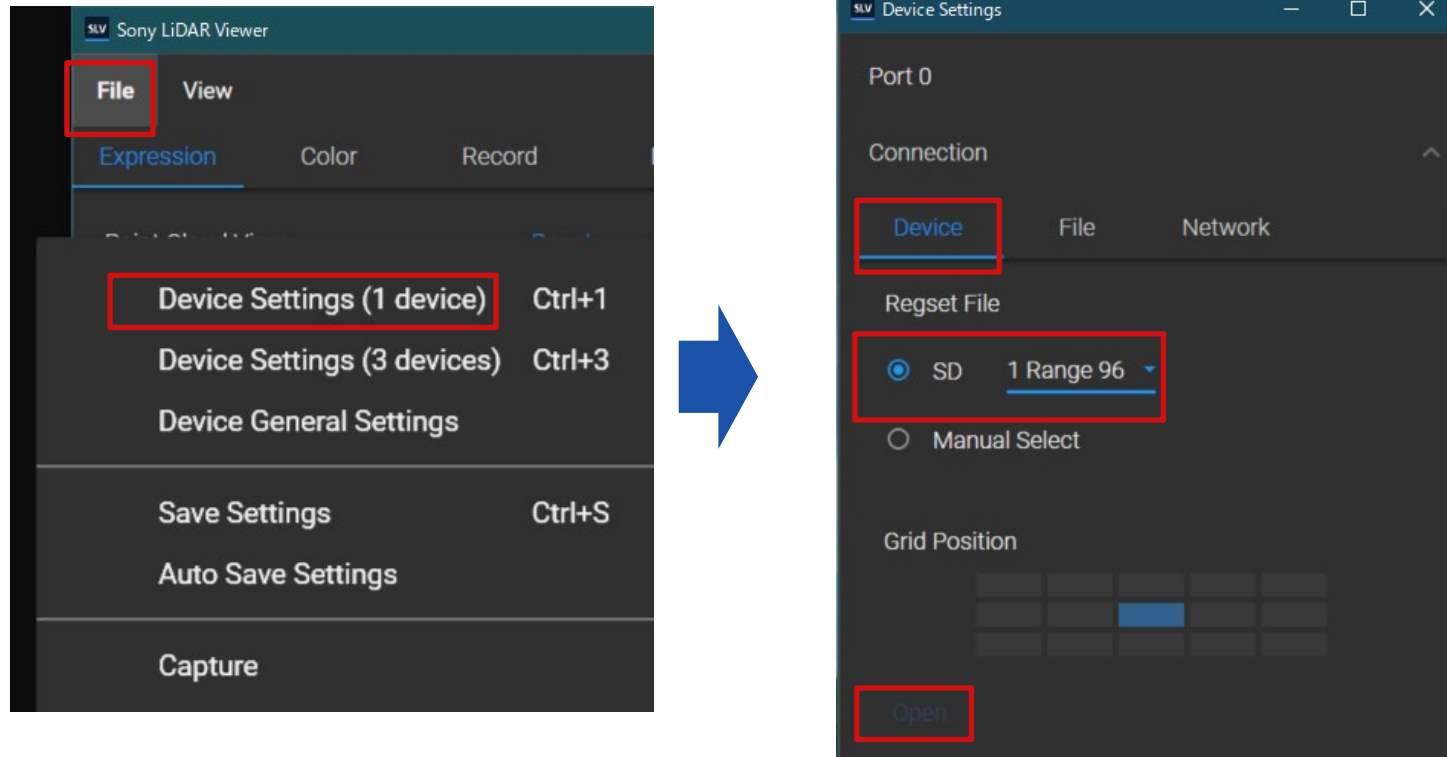 SLV Sony LiDAR Viewer
File View
Expression Color Record
Device Settings (1 device) Ctrl+1
Device Settings (3 devices) Ctrl+3
Device General Settings
Save Settings Ctrl+S
Auto Save Settings
Capture
SLV Device Settings
Port 0
Connection
Device File Network
Regset File
SD 1 Range 96
Manual Select
Grid Position
Open